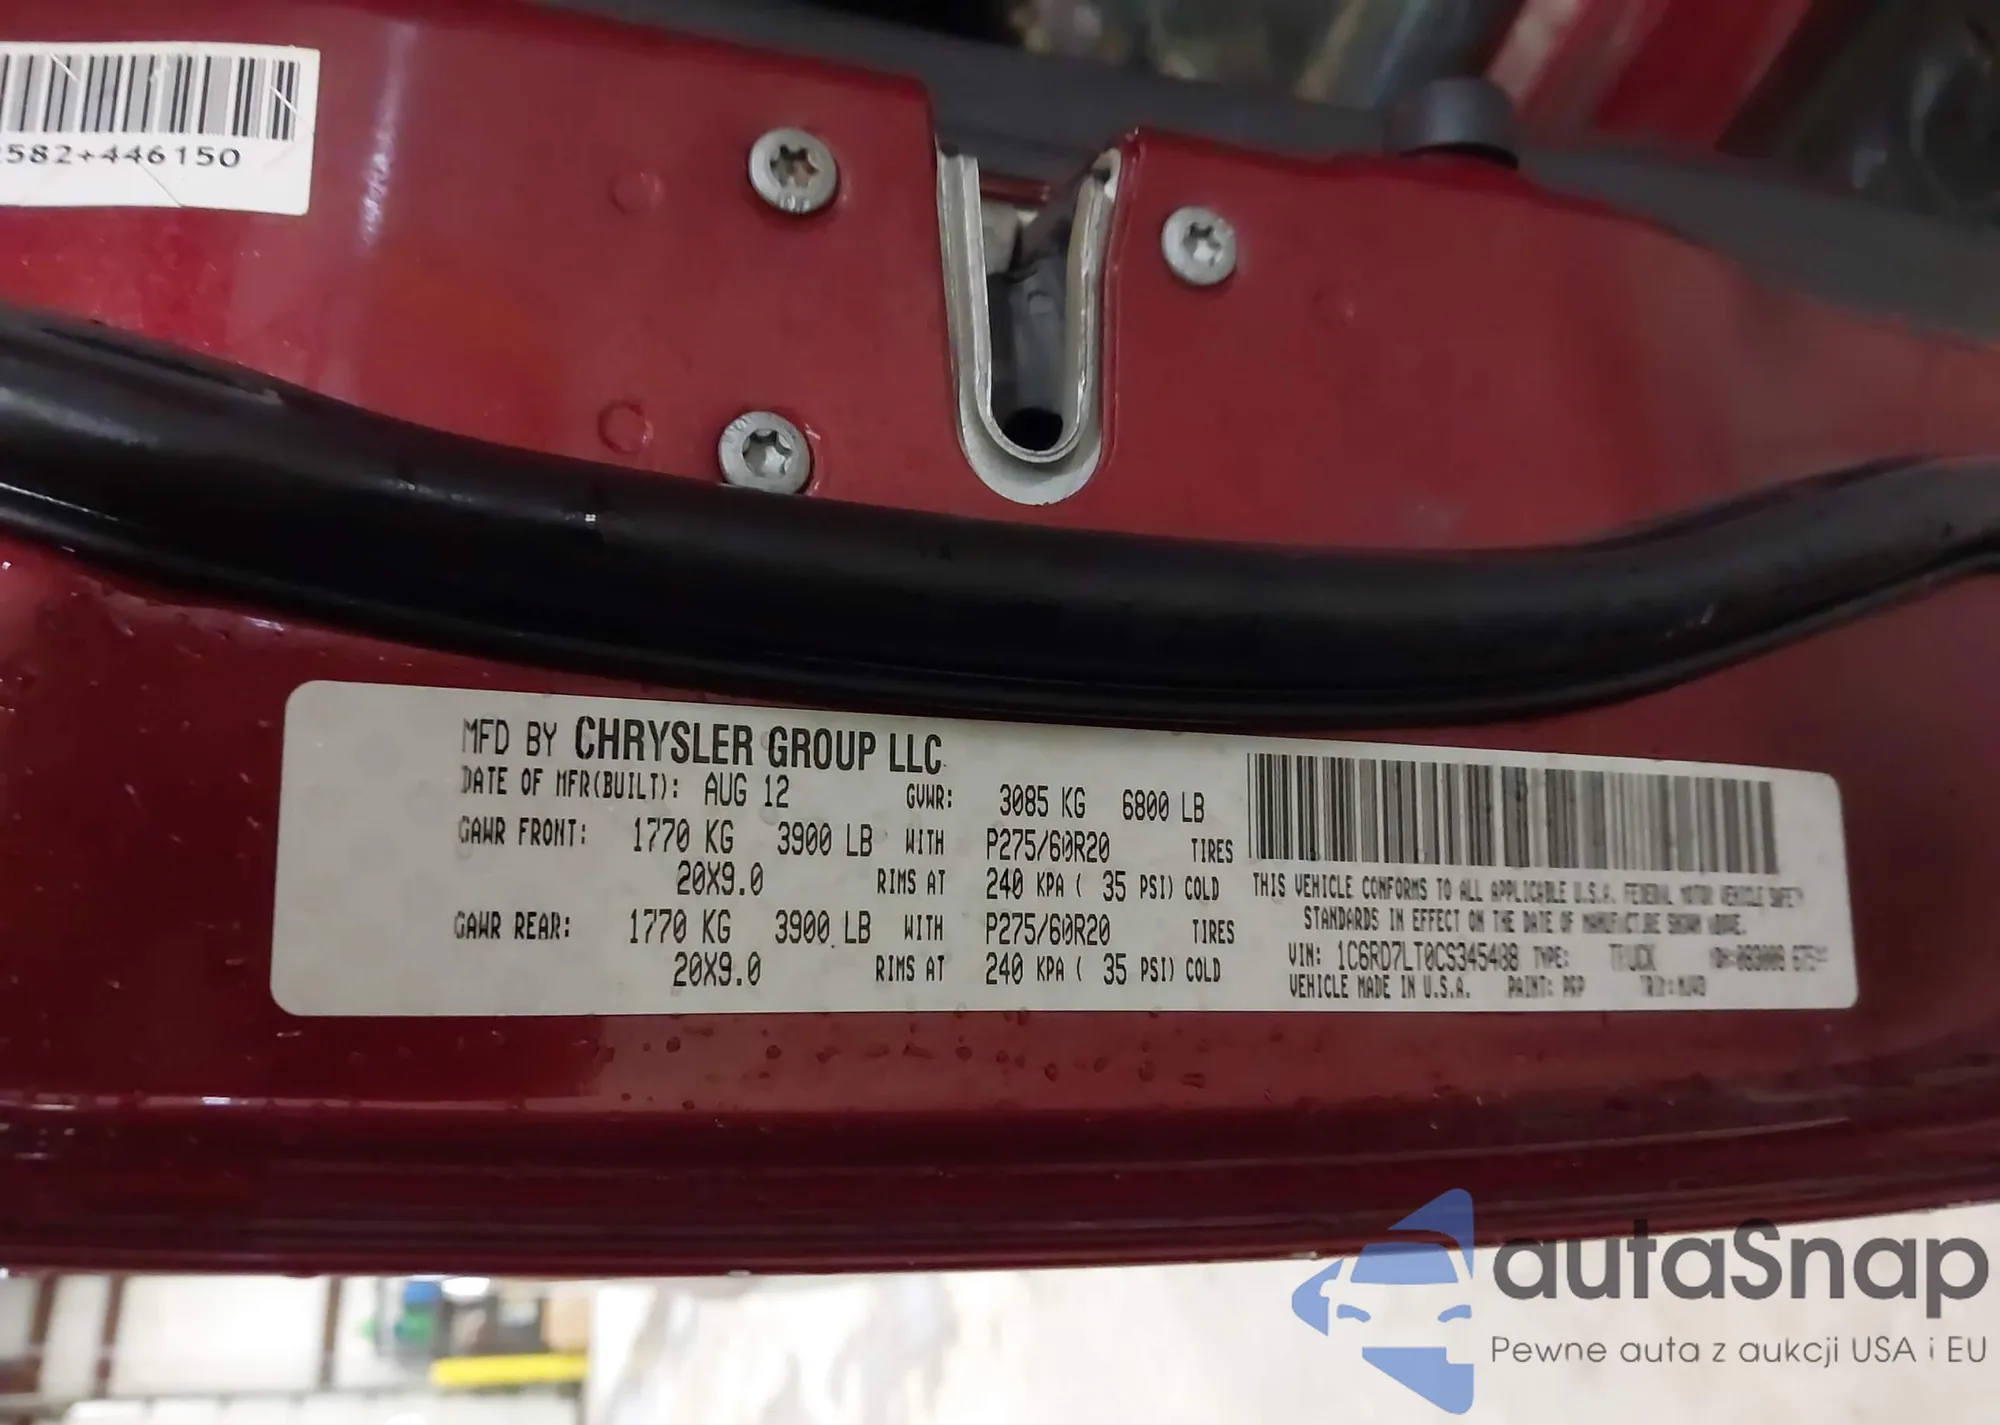 582+446150
MFD BY CHRYSLER GROUP LLC
DATE OF MFR(BUILT): AUG 12 GVWR: 3085 KG 6800 LB
GAWR FRONT: 1770 KG 3900 LB WITH P275/60R20 TIRES
20X9.0 RIMS AT 240 KPA ( 35 PSI) COLD
GAWR REAR: 1770 KG 3900 LB WITH P275/60R20 TIRES
20X9.0 RIMS AT 240 KPA ( 35 PSI) COLD
THIS VEHICLE CONFORMS TO ALL APPLICABLE U.S.A. FEDERAL MOTOR VEHICLE SAFETY
STANDARDS IN EFFECT ON THE DATE OF MANUFACTURE SHOWN ABOVE.
VIN: 1C6RD7LT0CS345488 TYPE: TRUCK
VEHICLE MADE IN U.S.A. PAINT: PRP
autaSnap
Pewne auta z aukcji USA i EU